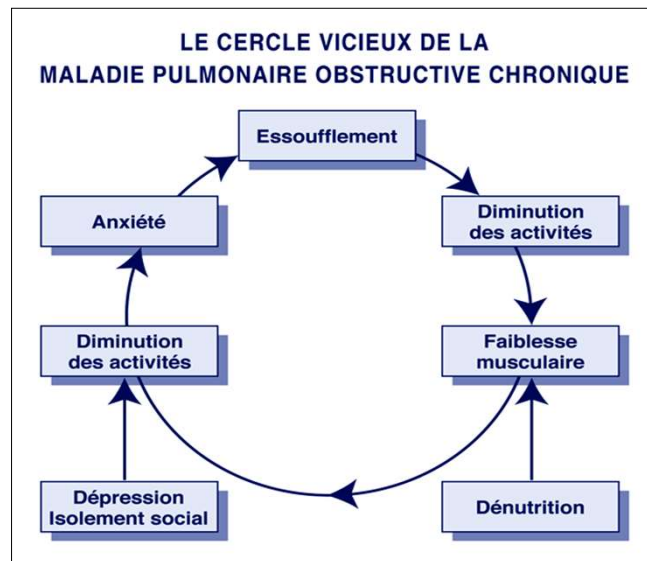 LE CERCLE VICIEUX DE LA
MALADIE PULMONAIRE OBSTRUCTIVE CHRONIQUE
Essoufflement
Anxiété
Diminution
des activités
Diminution
des activités
Faiblesse
musculaire
Dépression
Isolement social
Dénutrition